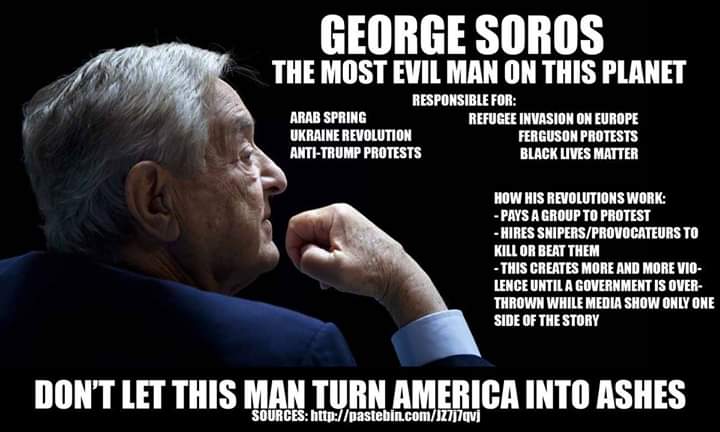 GEORGE SOROS
THE MOST EVIL MAN ON THIS PLANET
RESPONSIBLE FOR:
ARAB SPRING
UKRAINE REVOLUTION
ANTI-TRUMP PROTESTS
REFUGEE INVASION ON EUROPE
FERGUSON PROTESTS
BLACK LIVES MATTER
HOW HIS REVOLUTIONS WORK:
- PAYS A GROUP TO PROTEST
- HIRES SNIPERS/PROVOCATEURS TO
KILL OR BEAT THEM
- THIS CREATES MORE AND MORE VIO-
LENCE UNTIL A GOVERNMENT IS OVER-
THROWN WHILE MEDIA SHOW ONLY ONE
SIDE OF THE STORY
DON'T LET THIS MAN TURN AMERICA INTO ASHES
SOURCES: http://pastebin.com/JZ7j7qvj